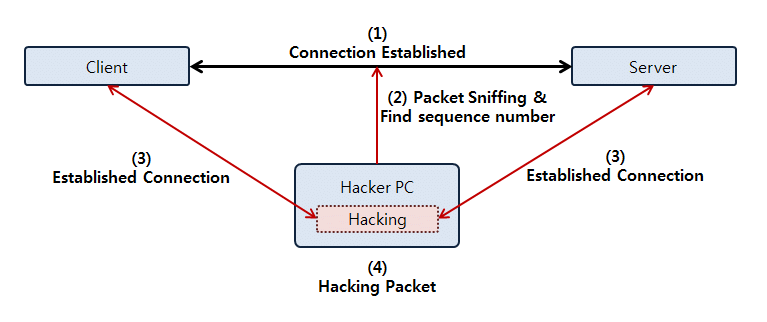 (1)
Connection Established
Client
Server
(2) Packet Sniffing &
Find sequence number
(3)
Established Connection
(3)
Established Connection
Hacker PC
Hacking
(4)
Hacking Packet